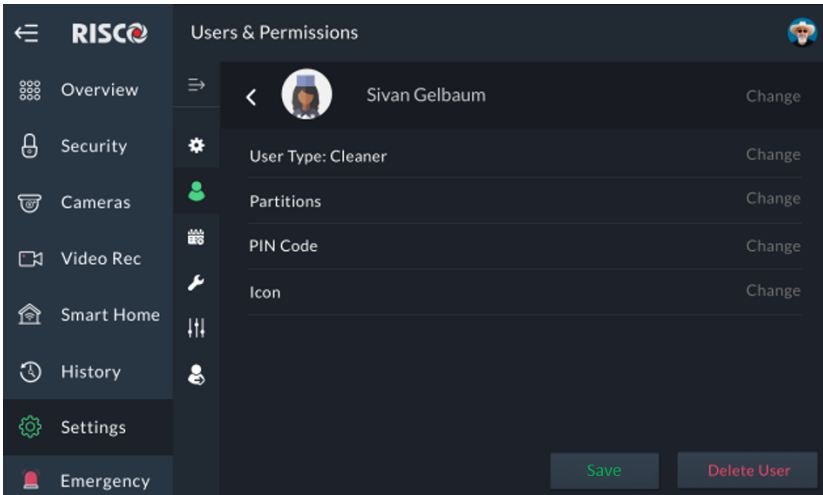 RISCO
Users & Permissions
Overview
Security
Cameras
Video Rec
Smart Home
History
Settings
Emergency
Sivan Gelbaum Change
User Type: Cleaner Change
Partitions Change
PIN Code Change
Icon Change
Save Delete User